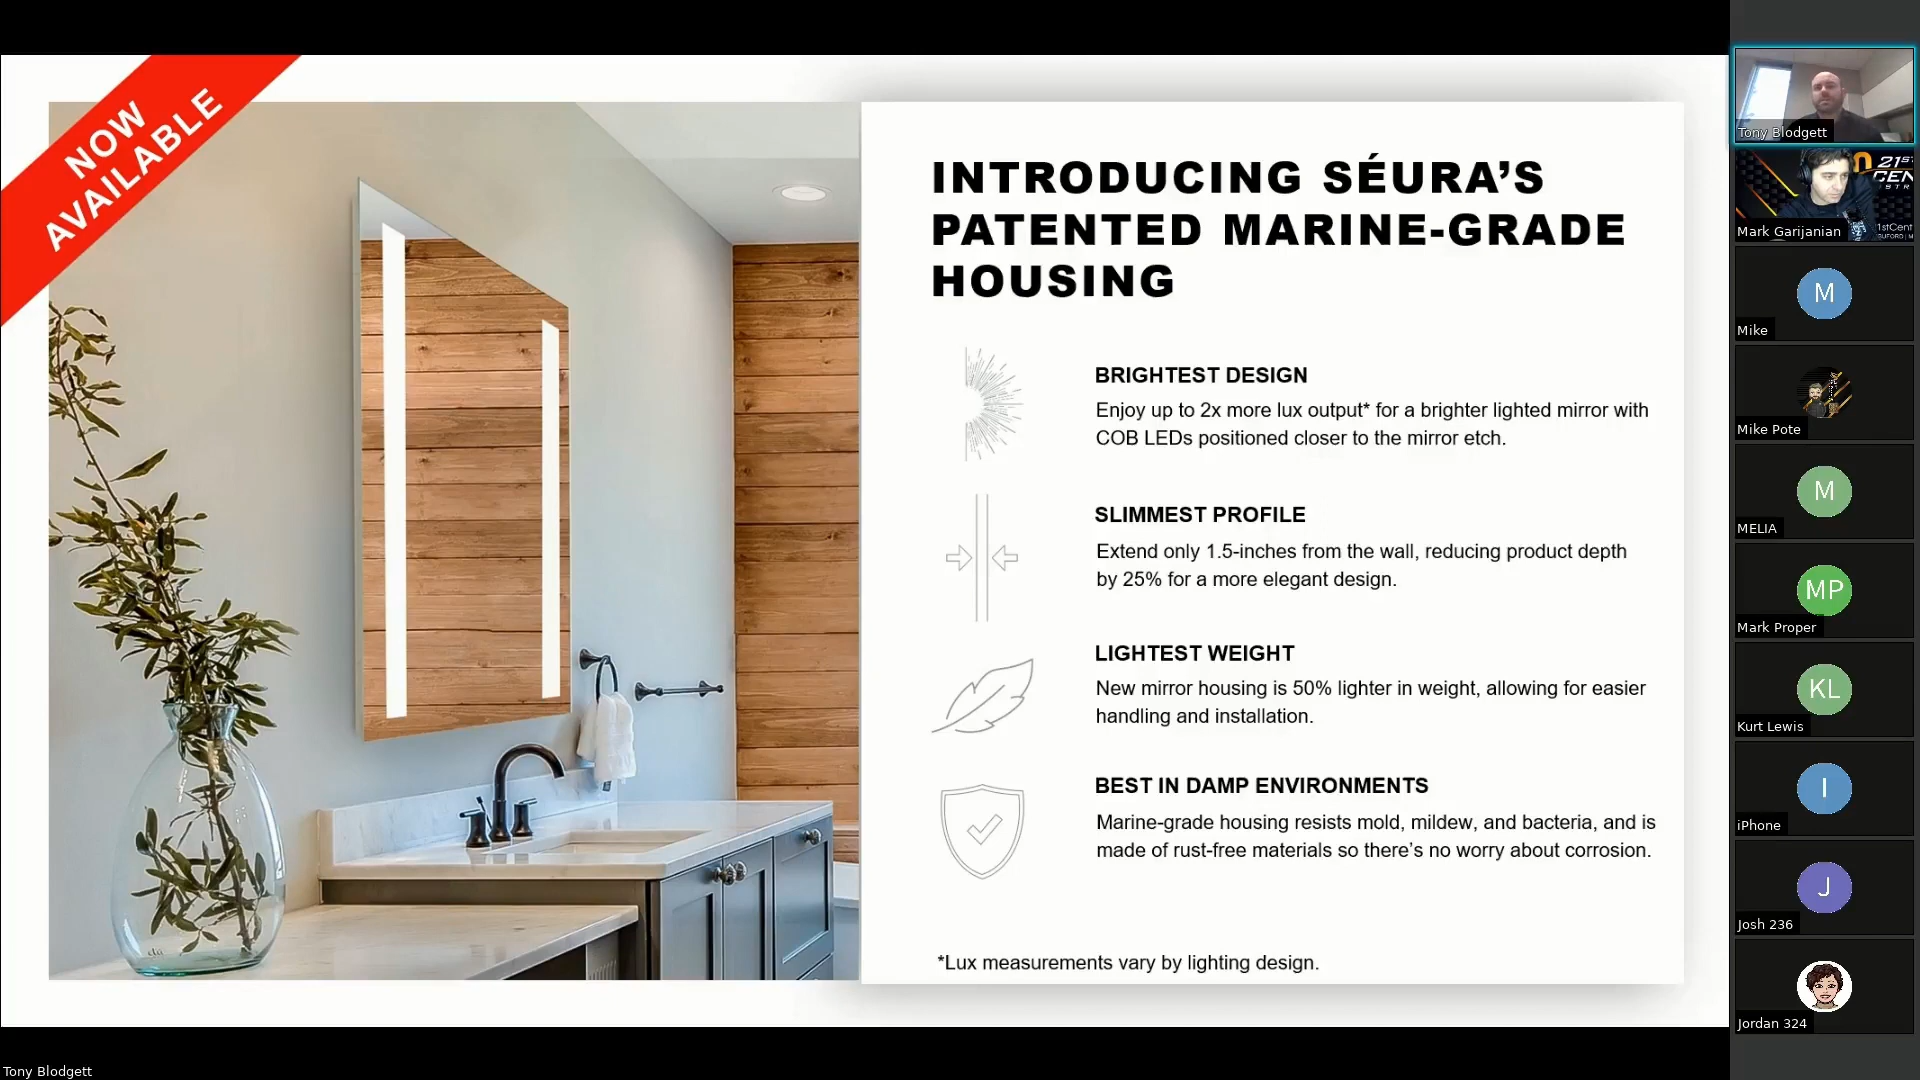 NOW
AVAILABLE
INTRODUCING SÉURA’S
PATENTED MARINE-GRADE
HOUSING
BRIGHTEST DESIGN
Enjoy up to 2x more lux output* for a brighter lighted mirror with
COB LEDs positioned closer to the mirror etch.
SLIMMEST PROFILE
Extend only 1.5-inches from the wall, reducing product depth
by 25% for a more elegant design.
LIGHTEST WEIGHT
New mirror housing is 50% lighter in weight, allowing for easier
handling and installation.
BEST IN DAMP ENVIRONMENTS
Marine-grade housing resists mold, mildew, and bacteria, and is
made of rust-free materials so there’s no worry about corrosion.
*Lux measurements vary by lighting design.
Tony Blodgett
Tony Blodgett
21ST
CEN
STR
1stCent
BUFORD | M
Mark Garijanian
M
Mike
Mike Pote
M
MELIA
MP
Mark Proper
KL
Kurt Lewis
I
iPhone
J
Josh 236
Jordan 324